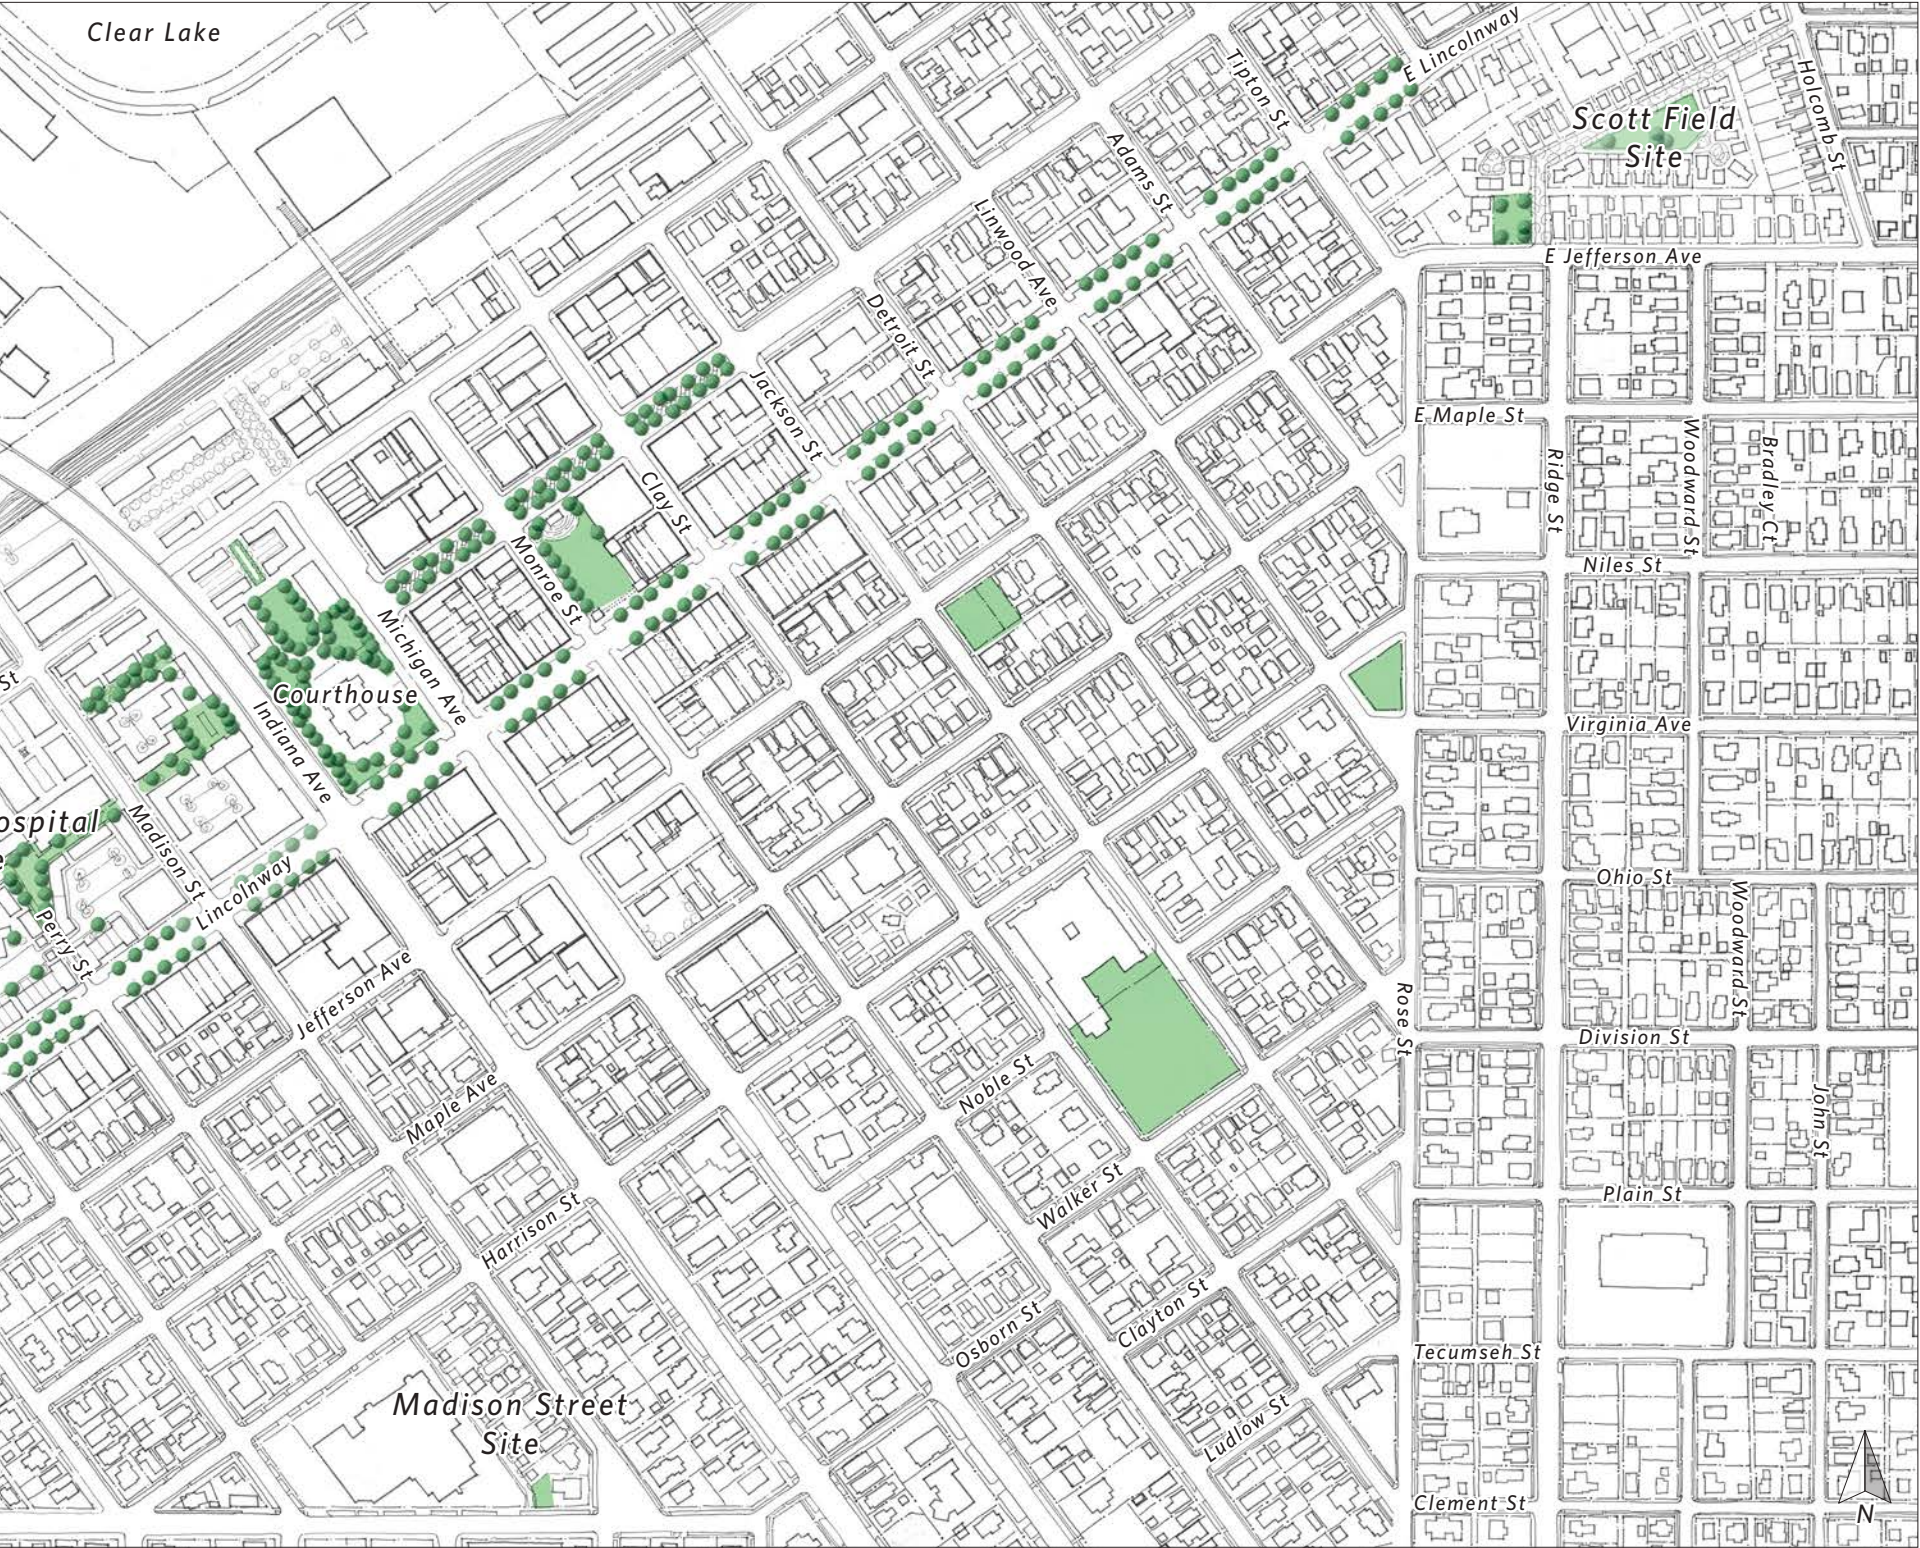 Clear Lake
E Lincolnway
Tipton St
Scott Field
Site
Holcomb St
Adams St
Linwood Ave
E Jefferson Ave
Detroit St
Jackson St
E Maple St
Ridge St
Woodward St
Bradley Ct
Clay St
Monroe St
Niles St
Michigan Ave
St
Courthouse
Indiana Ave
Virginia Ave
ospital
Madison St
Lincolnway
Perry St
Ohio St
Woodward St
Jefferson Ave
Rose St
Division St
Noble St
Maple Ave
John St
Walker St
Plain St
Harrison St
Clayton St
Osborn St
Tecumseh St
Madison Street
Site
Ludlow St
Clement St
N